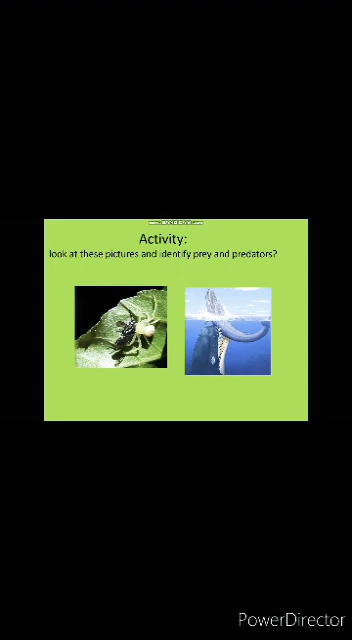 Activity:
look at these pictures and identify prey and predators?
PowerDirector